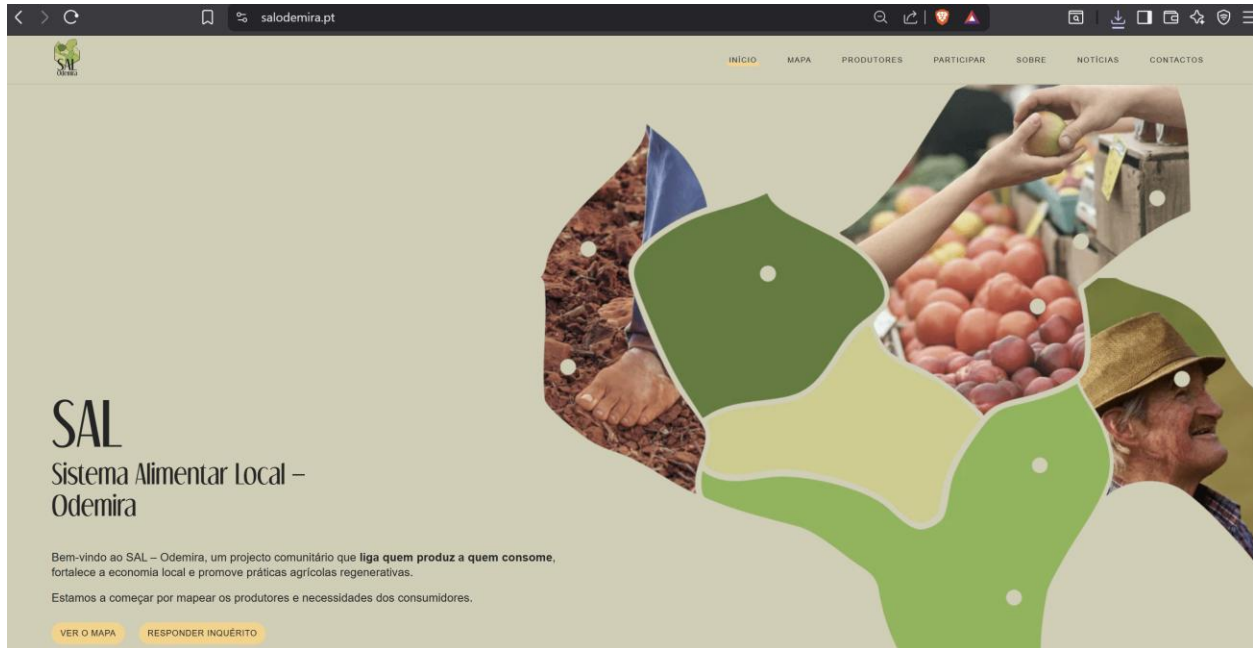 salodemira.pt
SAL
Odemira
INÍCIO MAPA PRODUTORES PARTICIPAR SOBRE NOTÍCIAS CONTACTOS
SAL
Sistema Alimentar Local –
Odemira
Bem-vindo ao SAL – Odemira, um projecto comunitário que liga quem produz a quem consome,
fortalece a economia local e promove práticas agrícolas regenerativas.
Estamos a começar por mapear os produtores e necessidades dos consumidores.
VER O MAPA RESPONDER INQUÉRITO